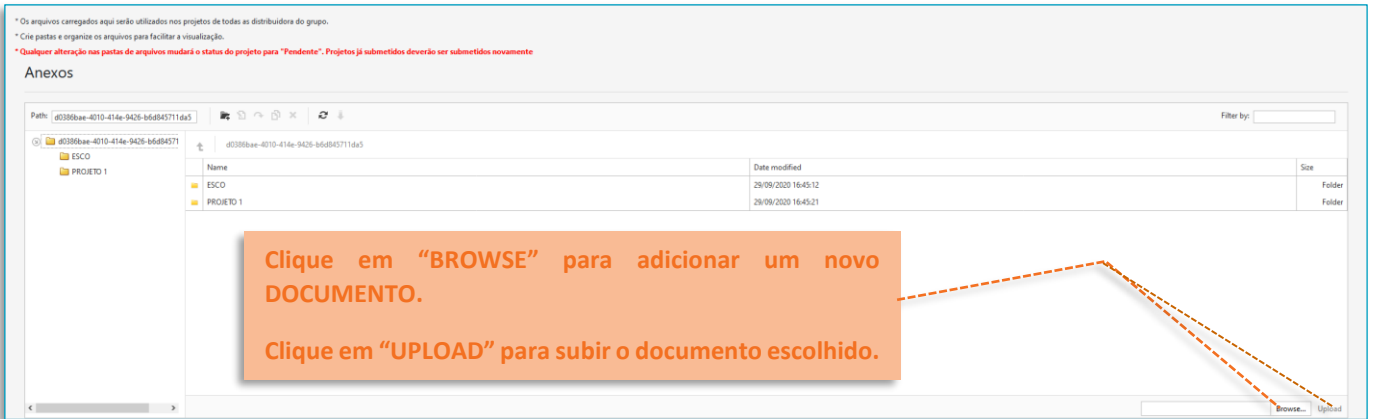 * Os arquivos carregados aqui serão utilizados nos projetos de todas as distribuidora do grupo.
* Crie pastas e organize os arquivos para facilitar a visualização.
* Qualquer alteração nas pastas de arquivos mudará o status do projeto para "Pendente". Projetos já submetidos deverão ser submetidos novamente
Anexos
Path: d0386bae-4010-414e-9426-b6d845711da5
Filter by:
d0386bae-4010-414e-9426-b6d84571
ESCO
PROJETO 1
d0386bae-4010-414e-9426-b6d845711da5
Name Date modified Size
ESCO 29/09/2020 16:45:12 Folder
PROJETO 1 29/09/2020 16:45:21 Folder
Clique em “BROWSE” para adicionar um novo
DOCUMENTO.
Clique em “UPLOAD” para subir o documento escolhido.
Browse... Upload